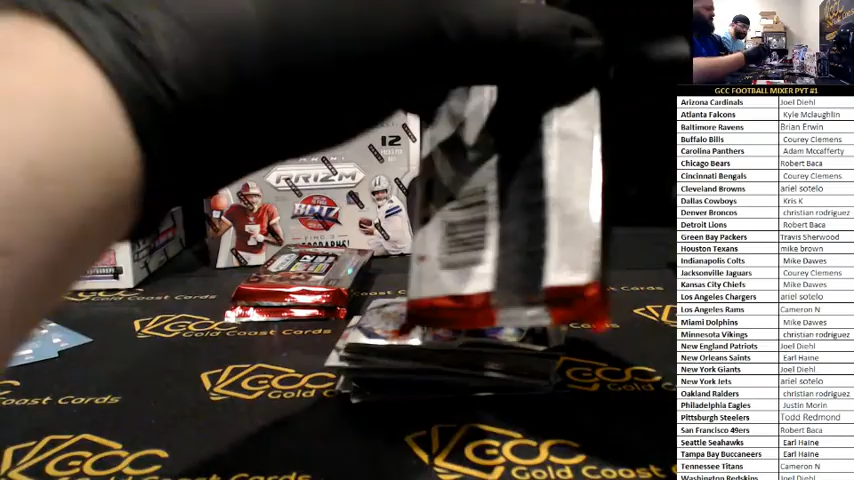 GCC FOOTBALL MIXER PYT #1
Arizona Cardinals Joel Diehl
Atlanta Falcons Kyle Mclaughlin
Baltimore Ravens Brian Erwin
Buffalo Bills Courey Clemens
Carolina Panthers Adam Mccafferty
Chicago Bears Robert Baca
Cincinnati Bengals Courey Clemens
Cleveland Browns ariel sotelo
Dallas Cowboys Kris K
Denver Broncos christian rodriguez
Detroit Lions Robert Baca
Green Bay Packers Travis Sherwood
Houston Texans mike brown
Indianapolis Colts Mike Dawes
Jacksonville Jaguars Courey Clemens
Kansas City Chiefs Mike Dawes
Los Angeles Chargers ariel sotelo
Los Angeles Rams Cameron N
Miami Dolphins Mike Dawes
Minnesota Vikings christian rodriguez
New England Patriots Joel Diehl
New Orleans Saints Earl Haine
New York Giants Joel Diehl
New York Jets ariel sotelo
Oakland Raiders christian rodriguez
Philadelphia Eagles Justin Morin
Pittsburgh Steelers Todd Redmond
San Francisco 49ers Robert Baca
Seattle Seahawks Earl Haine
Tampa Bay Buccaneers Earl Haine
Tennessee Titans Cameron N
Washington Redskins Joel Diehl
12
PRIZM
BLITZ
GCC
Gold Coast Cards
GCC
Gold Coast Cards
GCC
GCC
Gold Coast Cards
GCC
Gold Coast